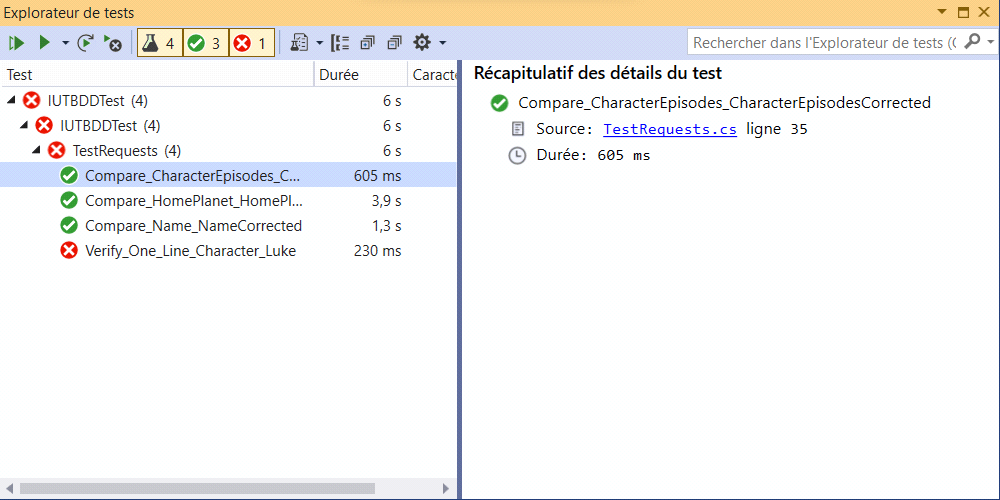 Explorateur de tests
4 3 1
Rechercher dans l'Explorateur de tests (C
Test Durée Caracté
IUTBDDTest (4) 6 s
IUTBDDTest (4) 6 s
TestRequests (4) 6 s
Compare_CharacterEpisodes_C... 605 ms
Compare_HomePlanet_HomePl... 3,9 s
Compare_Name_NameCorrected 1,3 s
Verify_One_Line_Character_Luke 230 ms
Récapitulatif des détails du test
Compare_CharacterEpisodes_CharacterEpisodesCorrected
Source: TestRequests.cs ligne 35
Durée: 605 ms